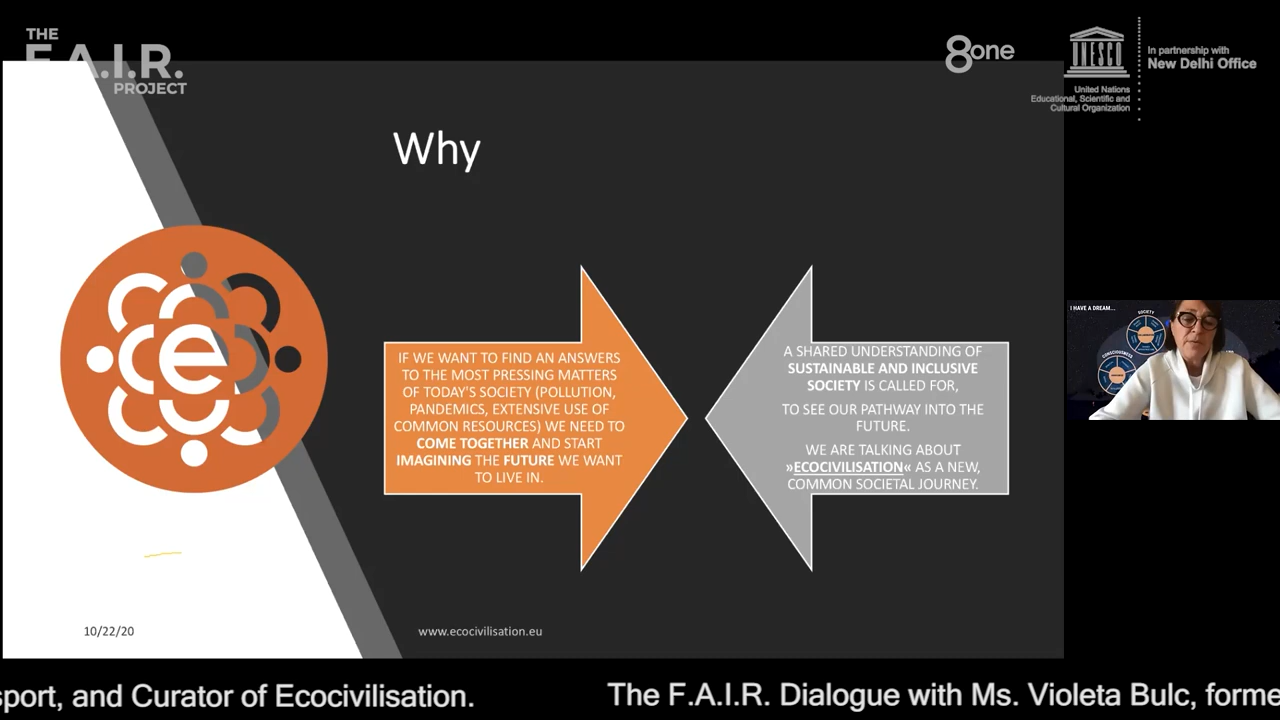 THE
F.A.I.R.
PROJECT
8one
UNESCO
United Nations
Educational, Scientific and
Cultural Organization
In partnership with
New Delhi Office
Why
e
IF WE WANT TO FIND AN ANSWERS
TO THE MOST PRESSING MATTERS
OF TODAY'S SOCIETY (POLLUTION,
PANDEMICS, EXTENSIVE USE OF
COMMON RESOURCES) WE NEED TO
COME TOGETHER AND START
IMAGINING THE FUTURE WE WANT
TO LIVE IN.
A SHARED UNDERSTANDING OF
SUSTAINABLE AND INCLUSIVE
SOCIETY IS CALLED FOR,
TO SEE OUR PATHWAY INTO THE
FUTURE.
WE ARE TALKING ABOUT
»ECOCIVILISATION« AS A NEW,
COMMON SOCIETAL JOURNEY.
I HAVE A DREAM...
SOCIETY
CONSCIOUSNESS
10/22/20
www.ecocivilisation.eu
sport, and Curator of Ecocivilisation.
The F.A.I.R. Dialogue with Ms. Violeta Bulc, forme